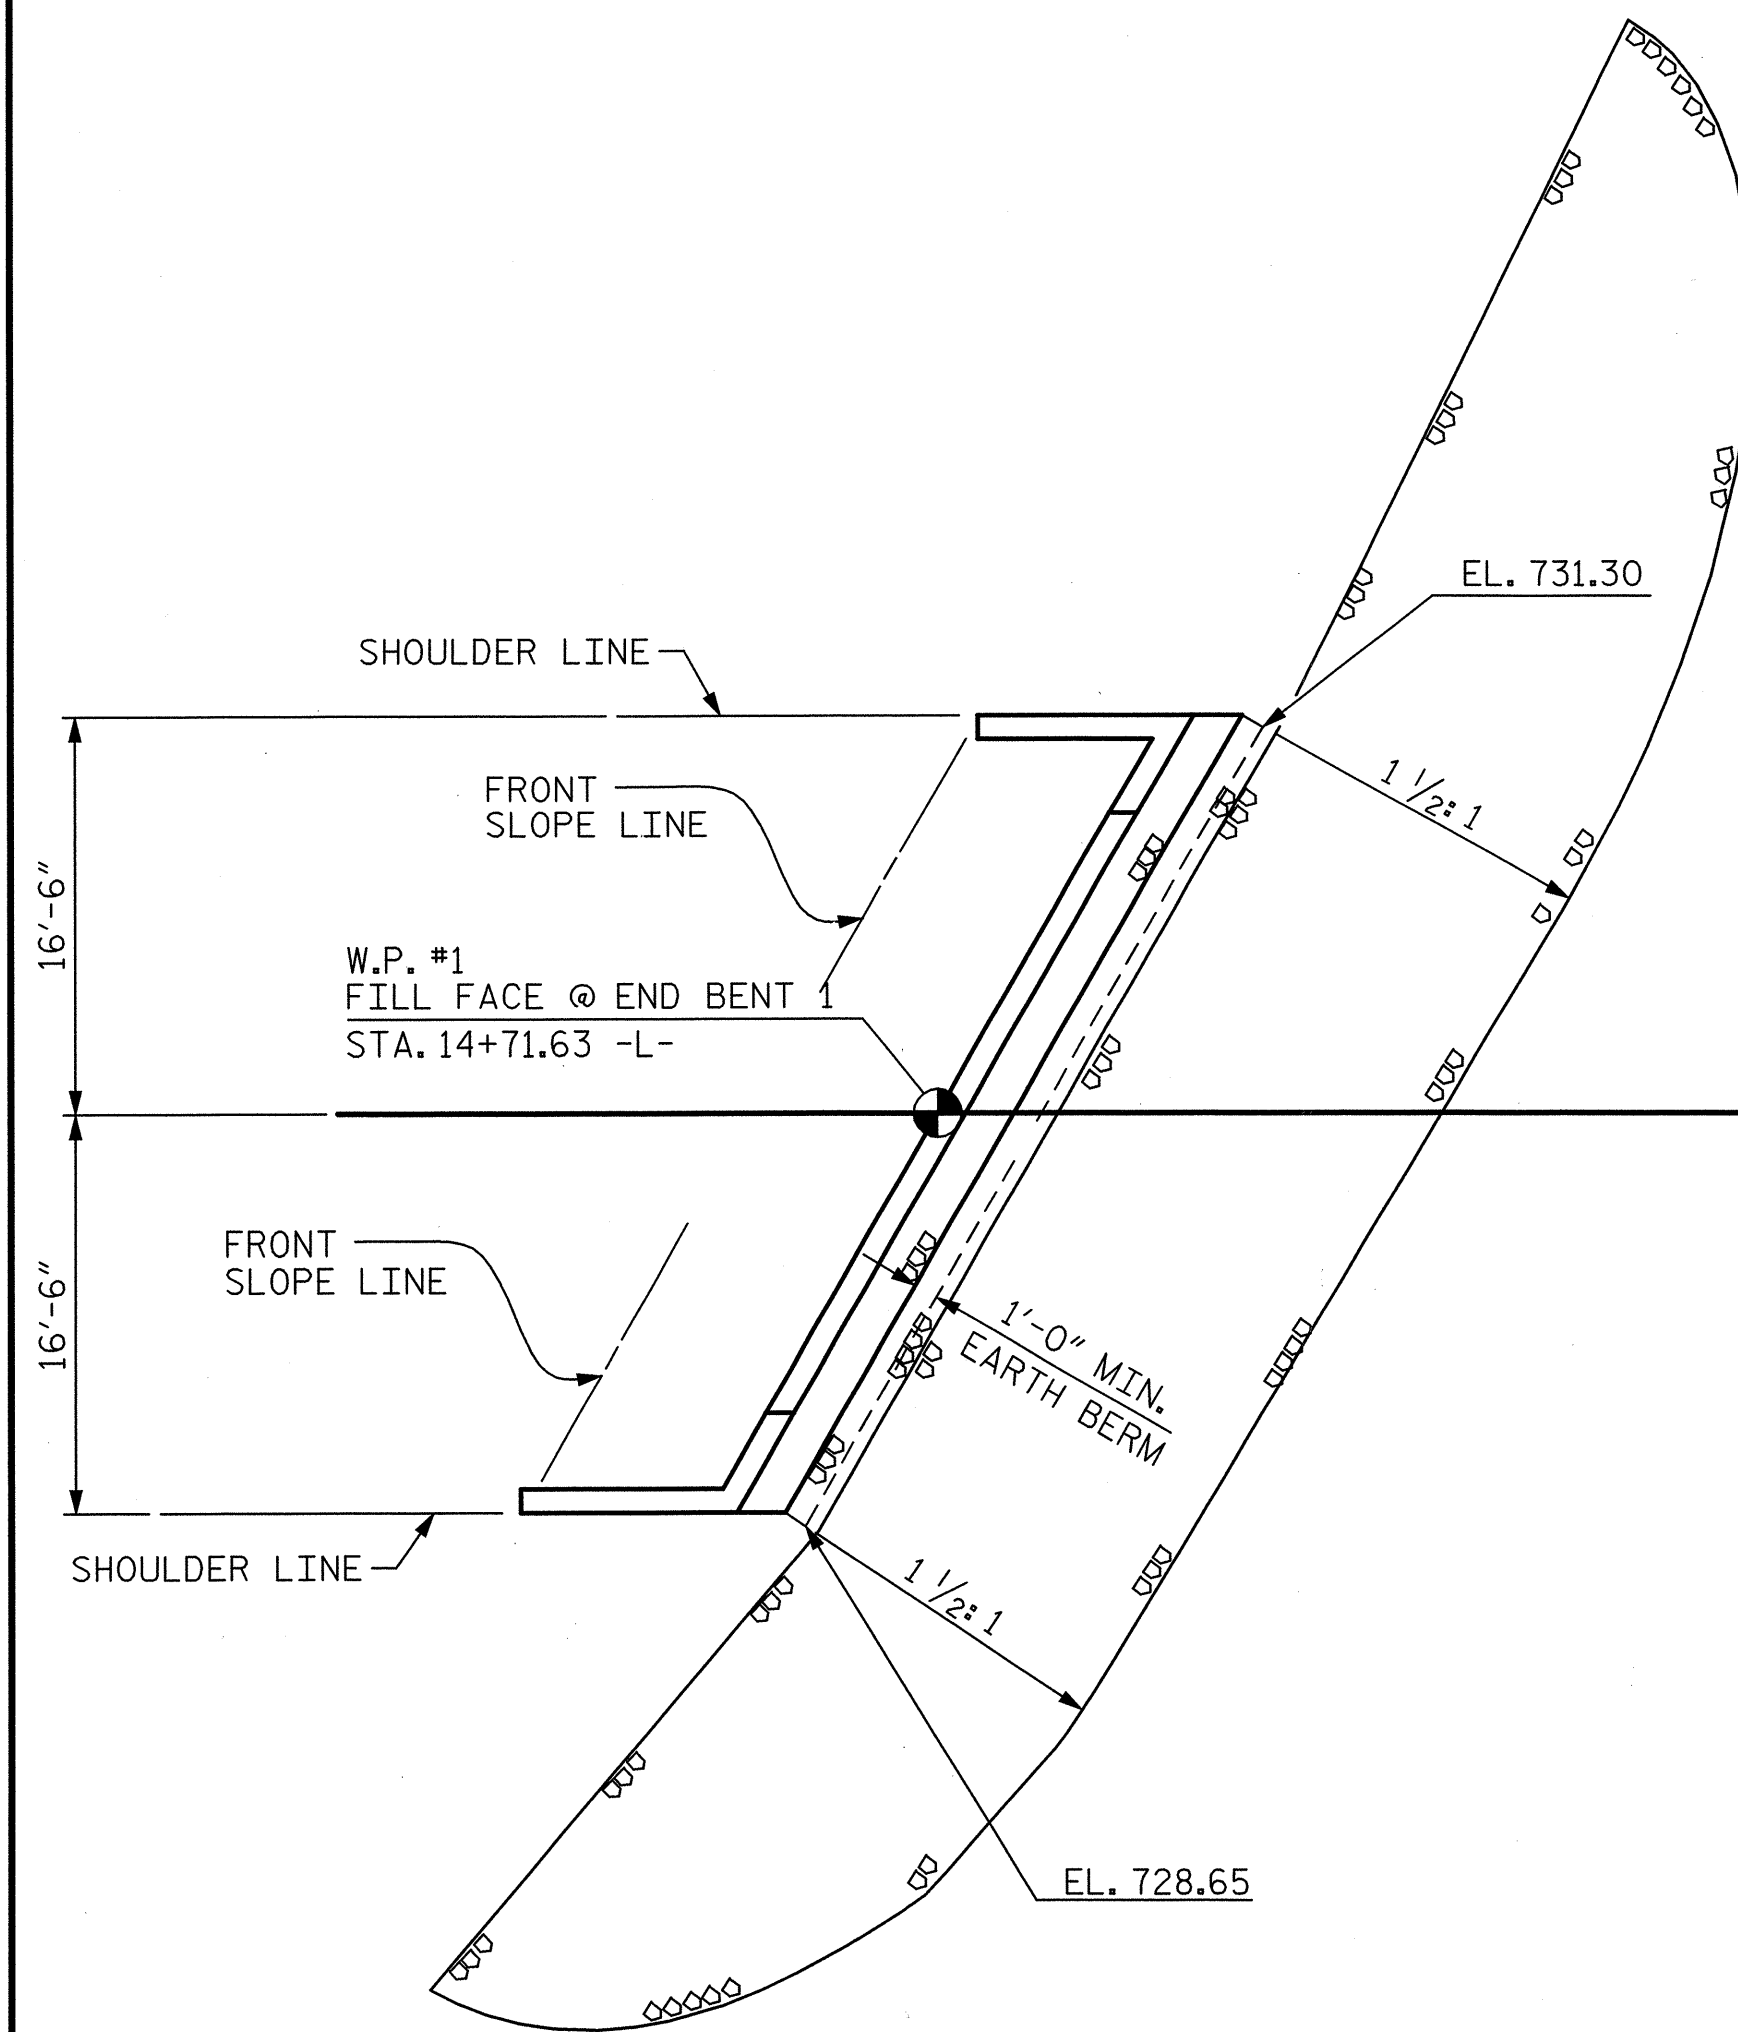 EL. 731.30
SHOULDER LINE
1 1/2: 1
FRONT
SLOPE LINE
16'-6"
W.P. #1
FILL FACE @ END BENT 1
STA. 14+71.63 -L-
FRONT
SLOPE LINE
16'-6"
1'-0" MIN.
EARTH BERM
SHOULDER LINE
1 1/2: 1
EL. 728.65